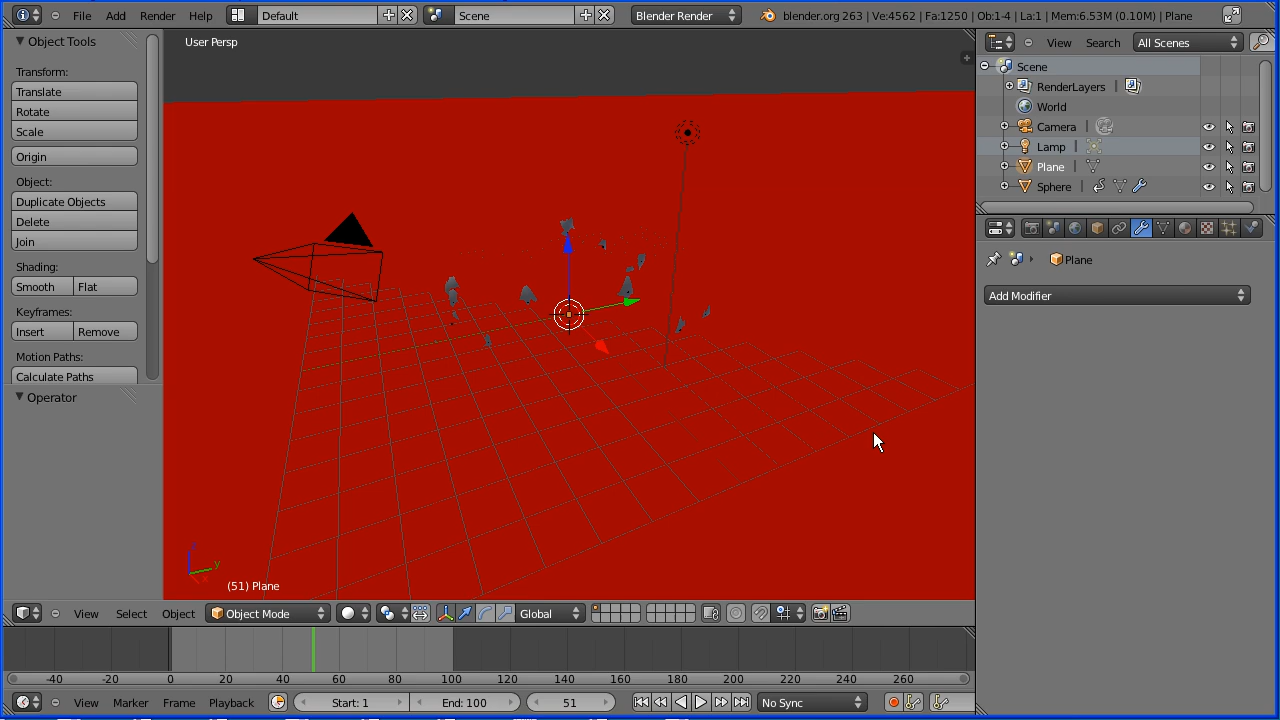 File Add Render Help Default Scene Blender Render blender.org 263 | Ve:4562 | Fa:1250 | Ob:1-4 | La:1 | Mem:6.53M (0.10M) | Plane
Object Tools
Transform:
Translate
Rotate
Scale
Origin
Object:
Duplicate Objects
Delete
Join
Shading:
Smooth Flat
Keyframes:
Insert Remove
Motion Paths:
Calculate Paths
Operator
User Persp
z
y
x
(51) Plane
View Select Object Object Mode Global
-40 -20 0 20 40 60 80 100 120 140 160 180 200 220 240 260
View Marker Frame Playback Start: 1 End: 100 51 No Sync
View Search All Scenes
Scene
RenderLayers |
World
Camera |
Lamp |
Plane |
Sphere |
Plane
Add Modifier